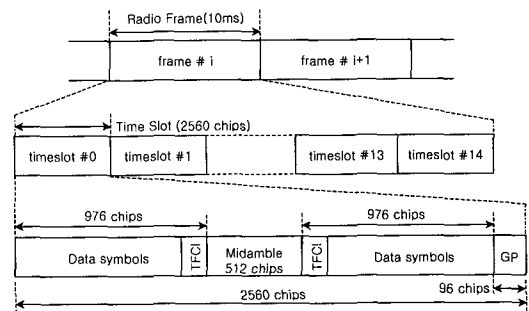 Radio Frame(10ms)
frame # i
frame # i+1
Time Slot (2560 chips)
timeslot #0
timeslot #1
timeslot #13
timeslot #14
976 chips
976 chips
Data symbols
TFCI
Midamble
512 chips
TFCI
Data symbols
GP
2560 chips
96 chips